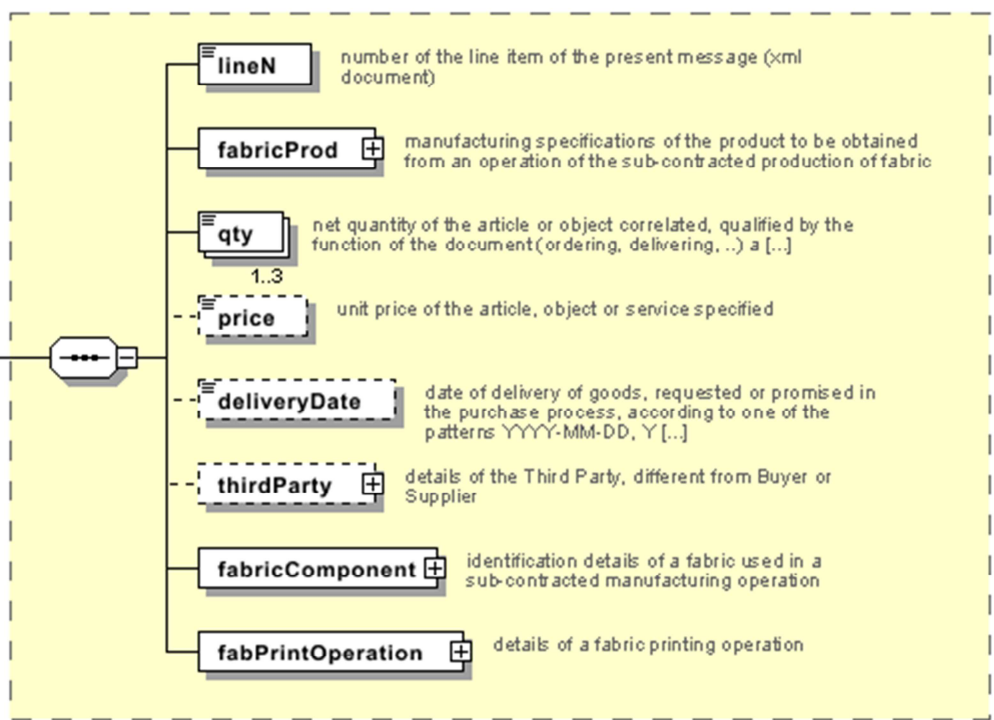 lineN
number of the line item of the present message (xml
document)
fabricProd
manufacturing specifications of the product to be obtained
from an operation of the sub-contracted production of fabric
qty
net quantity of the article or object correlated, qualified by the
function of the document (ordering, delivering, ..) a [...]
1..3
price
unit price of the article, object or service specified
deliveryDate
date of delivery of goods, requested or promised in
the purchase process, according to one of the
patterns YYYY-MM-DD, Y [...]
thirdParty
details of the Third Party, different from Buyer or
Supplier
fabricComponent
identification details of a fabric used in a
sub-contracted manufacturing operation
fabPrintOperation
details of a fabric printing operation